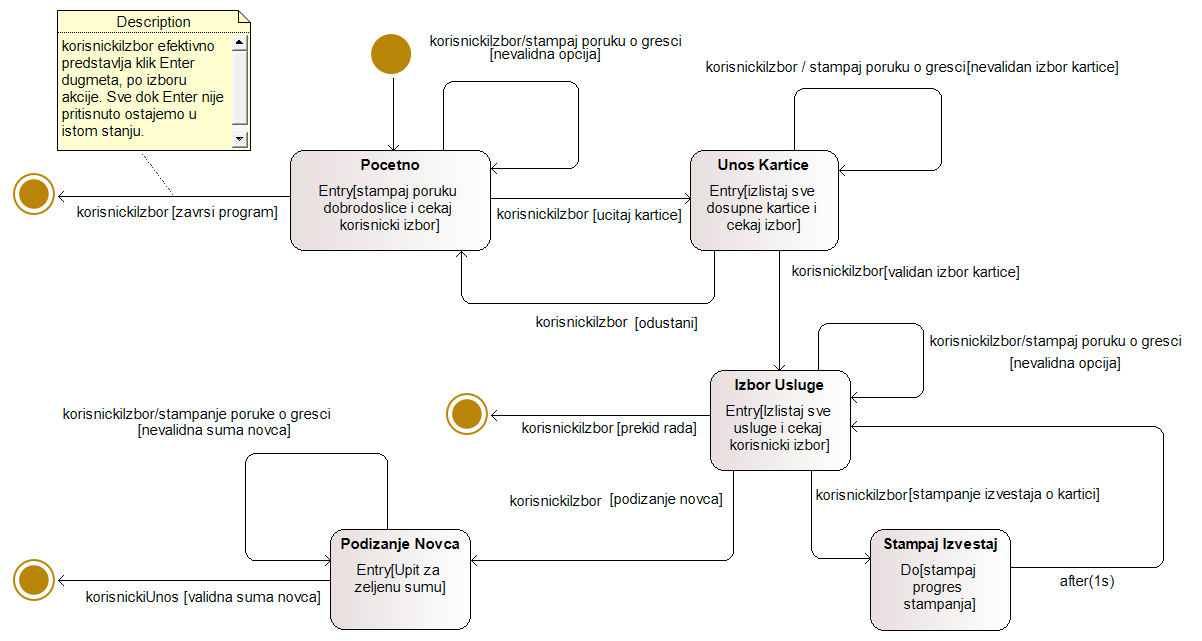 Description
korisnickiIzbor efektivno
predstavlja klik Enter
dugmeta, po izboru
akcije. Sve dok Enter nije
pritisnuto ostajemo u
istom stanju.
korisnickiIzbor/stampaj poruku o gresci
[nevalidna opcija]
korisnickiIzbor / stampaj poruku o gresci[nevalidan izbor kartice]
Pocetno
Entry[stampaj poruku
dobrodoslice i cekaj
korisnicki izbor]
Unos Kartice
Entry[izlistaj sve
dosupne kartice i
cekaj izbor]
korisnickiIzbor [zavrsi program]
korisnickiIzbor [ucitaj kartice]
korisnickiIzbor[validan izbor kartice]
korisnickiIzbor [odustani]
korisnickiIzbor/stampaj poruku o gresci
[nevalidna opcija]
Izbor Usluge
Entry[Izlistaj sve
usluge i cekaj
korisnicki izbor]
korisnickiIzbor [prekid rada]
korisnickiIzbor/stampanje poruke o gresci
[nevalidna suma novca]
korisnickiIzbor [podizanje novca]
korisnickiIzbor[stampanje izvestaja o kartici]
Podizanje Novca
Entry[Upit za
zeljenu sumu]
Stampaj Izvestaj
Do[stampaj
progres
stampanja]
after(1s)
korisnickiUnos [validna suma novca]